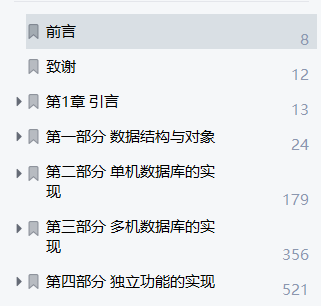 前言 8
致谢 12
第1章 引言 13
第一部分 数据结构与对象 24
第二部分 单机数据库的实
现 179
第三部分 多机数据库的实
现 356
第四部分 独立功能的实现 521